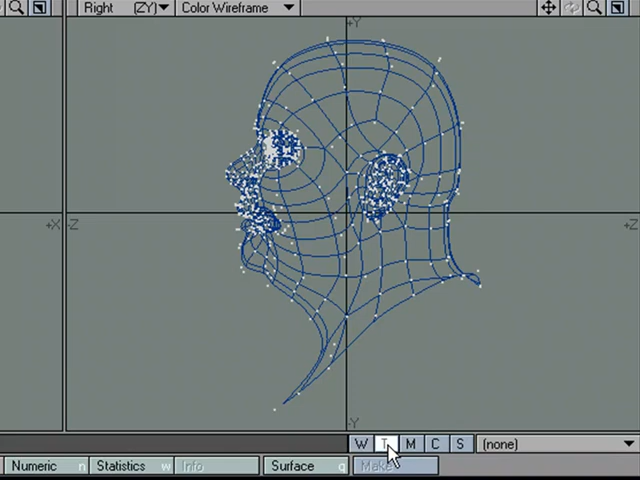 Right (ZY) Color Wireframe
+Y
+X -Z +Z
-Y
W T M C S (none)
Numeric n Statistics w Info Surface q Make